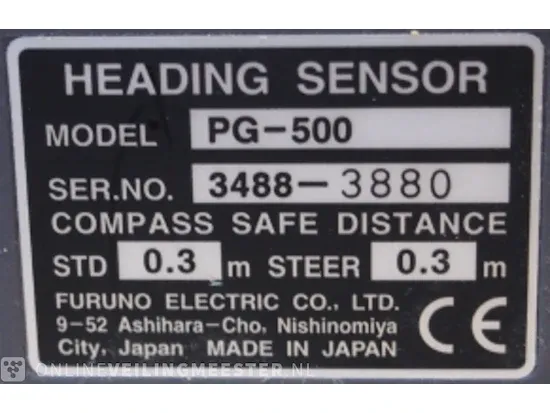 HEADING SENSOR
MODEL PG-500
SER.NO. 3488-3880
COMPASS SAFE DISTANCE
STD 0.3 m STEER 0.3 m
FURUNO ELECTRIC CO., LTD.
9-52 Ashihara-Cho, Nishinomiya
City, Japan MADE IN JAPAN
CE
ONLINEVEILINGMEESTER.NL